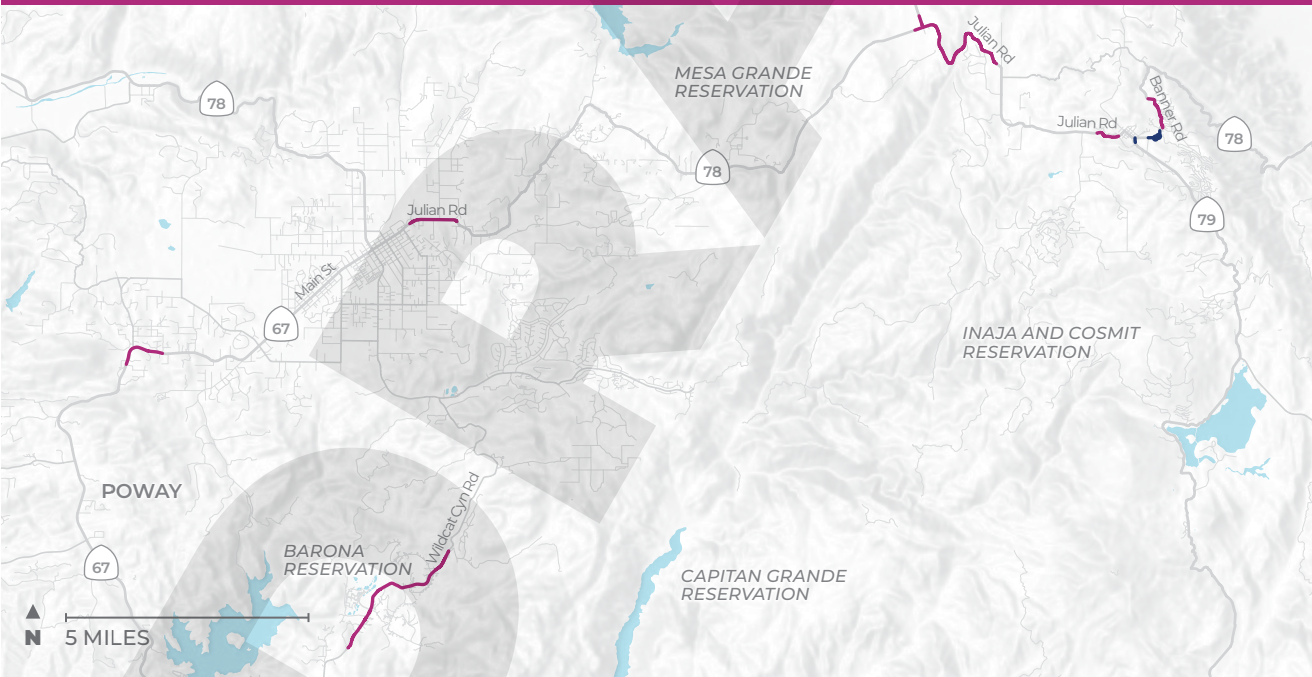 Julian Rd
MESA GRANDE
RESERVATION
78
Banner Rd
Julian Rd
78
78
Julian Rd
79
Main St
67
INAJA AND COSMIT
RESERVATION
POWAY
Wildcat Cyn Rd
BARONA
RESERVATION
67
CAPITAN GRANDE
RESERVATION
N
5 MILES